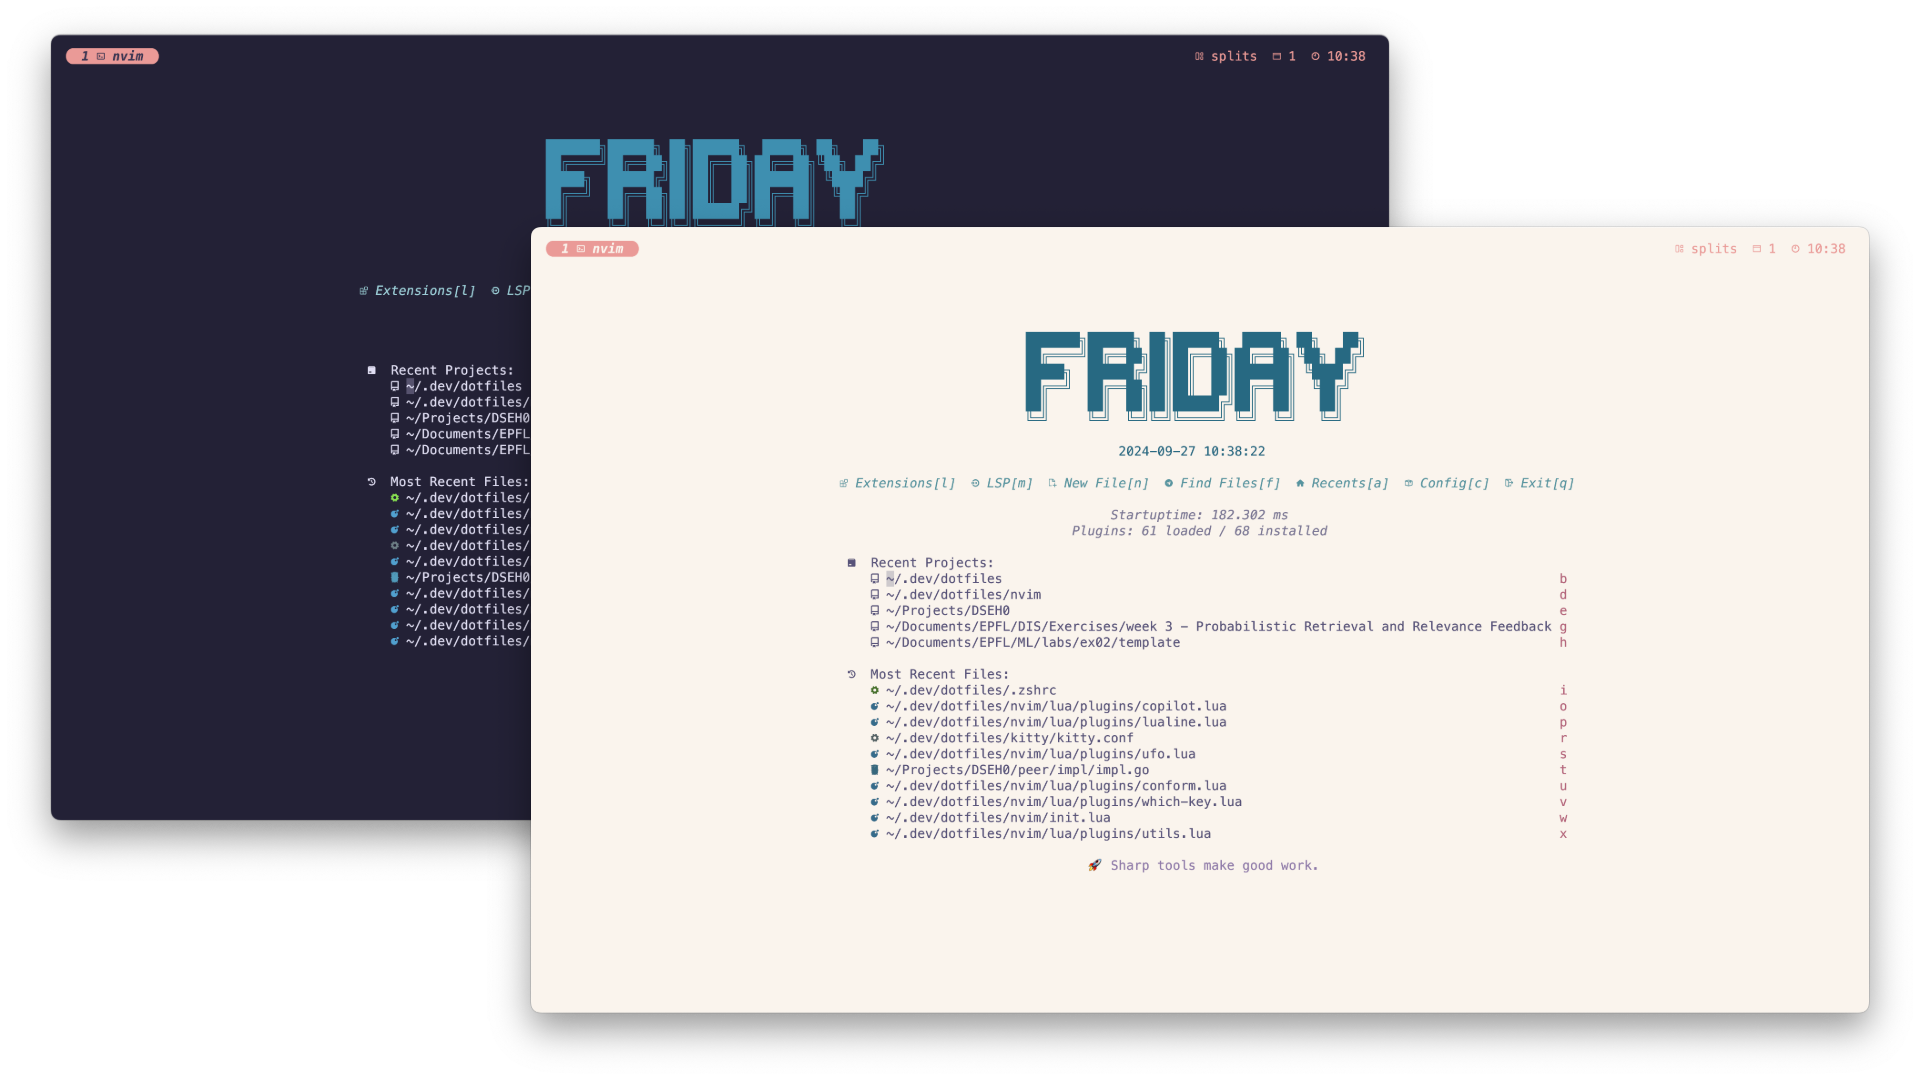 1 nvim
splits 1 10:38
FRIDAY
Extensions[l] LSP
Recent Projects:
~/.dev/dotfiles
~/.dev/dotfiles/
~/Projects/DSEH0
~/Documents/EPFL
~/Documents/EPFL
Most Recent Files:
~/.dev/dotfiles/
~/.dev/dotfiles/
~/.dev/dotfiles/
~/.dev/dotfiles/
~/.dev/dotfiles/
~/Projects/DSEH0
~/.dev/dotfiles/
~/.dev/dotfiles/
~/.dev/dotfiles/
~/.dev/dotfiles/
1 nvim
splits 1 10:38
FRIDAY
2024-09-27 10:38:22
Extensions[l] LSP[m] New File[n] Find Files[f] Recents[a] Config[c] Exit[q]
Startuptime: 182.302 ms
Plugins: 61 loaded / 68 installed
Recent Projects:
~/.dev/dotfiles b
~/.dev/dotfiles/nvim d
~/Projects/DSEH0 e
~/Documents/EPFL/DIS/Exercises/week 3 - Probabilistic Retrieval and Relevance Feedback g
~/Documents/EPFL/ML/labs/ex02/template h
Most Recent Files:
~/.dev/dotfiles/.zshrc i
~/.dev/dotfiles/nvim/lua/plugins/copilot.lua o
~/.dev/dotfiles/nvim/lua/plugins/lualine.lua p
~/.dev/dotfiles/kitty/kitty.conf r
~/.dev/dotfiles/nvim/lua/plugins/ufo.lua s
~/Projects/DSEH0/peer/impl/impl.go t
~/.dev/dotfiles/nvim/lua/plugins/conform.lua u
~/.dev/dotfiles/nvim/lua/plugins/which-key.lua v
~/.dev/dotfiles/nvim/init.lua w
~/.dev/dotfiles/nvim/lua/plugins/utils.lua x
🚀 Sharp tools make good work.